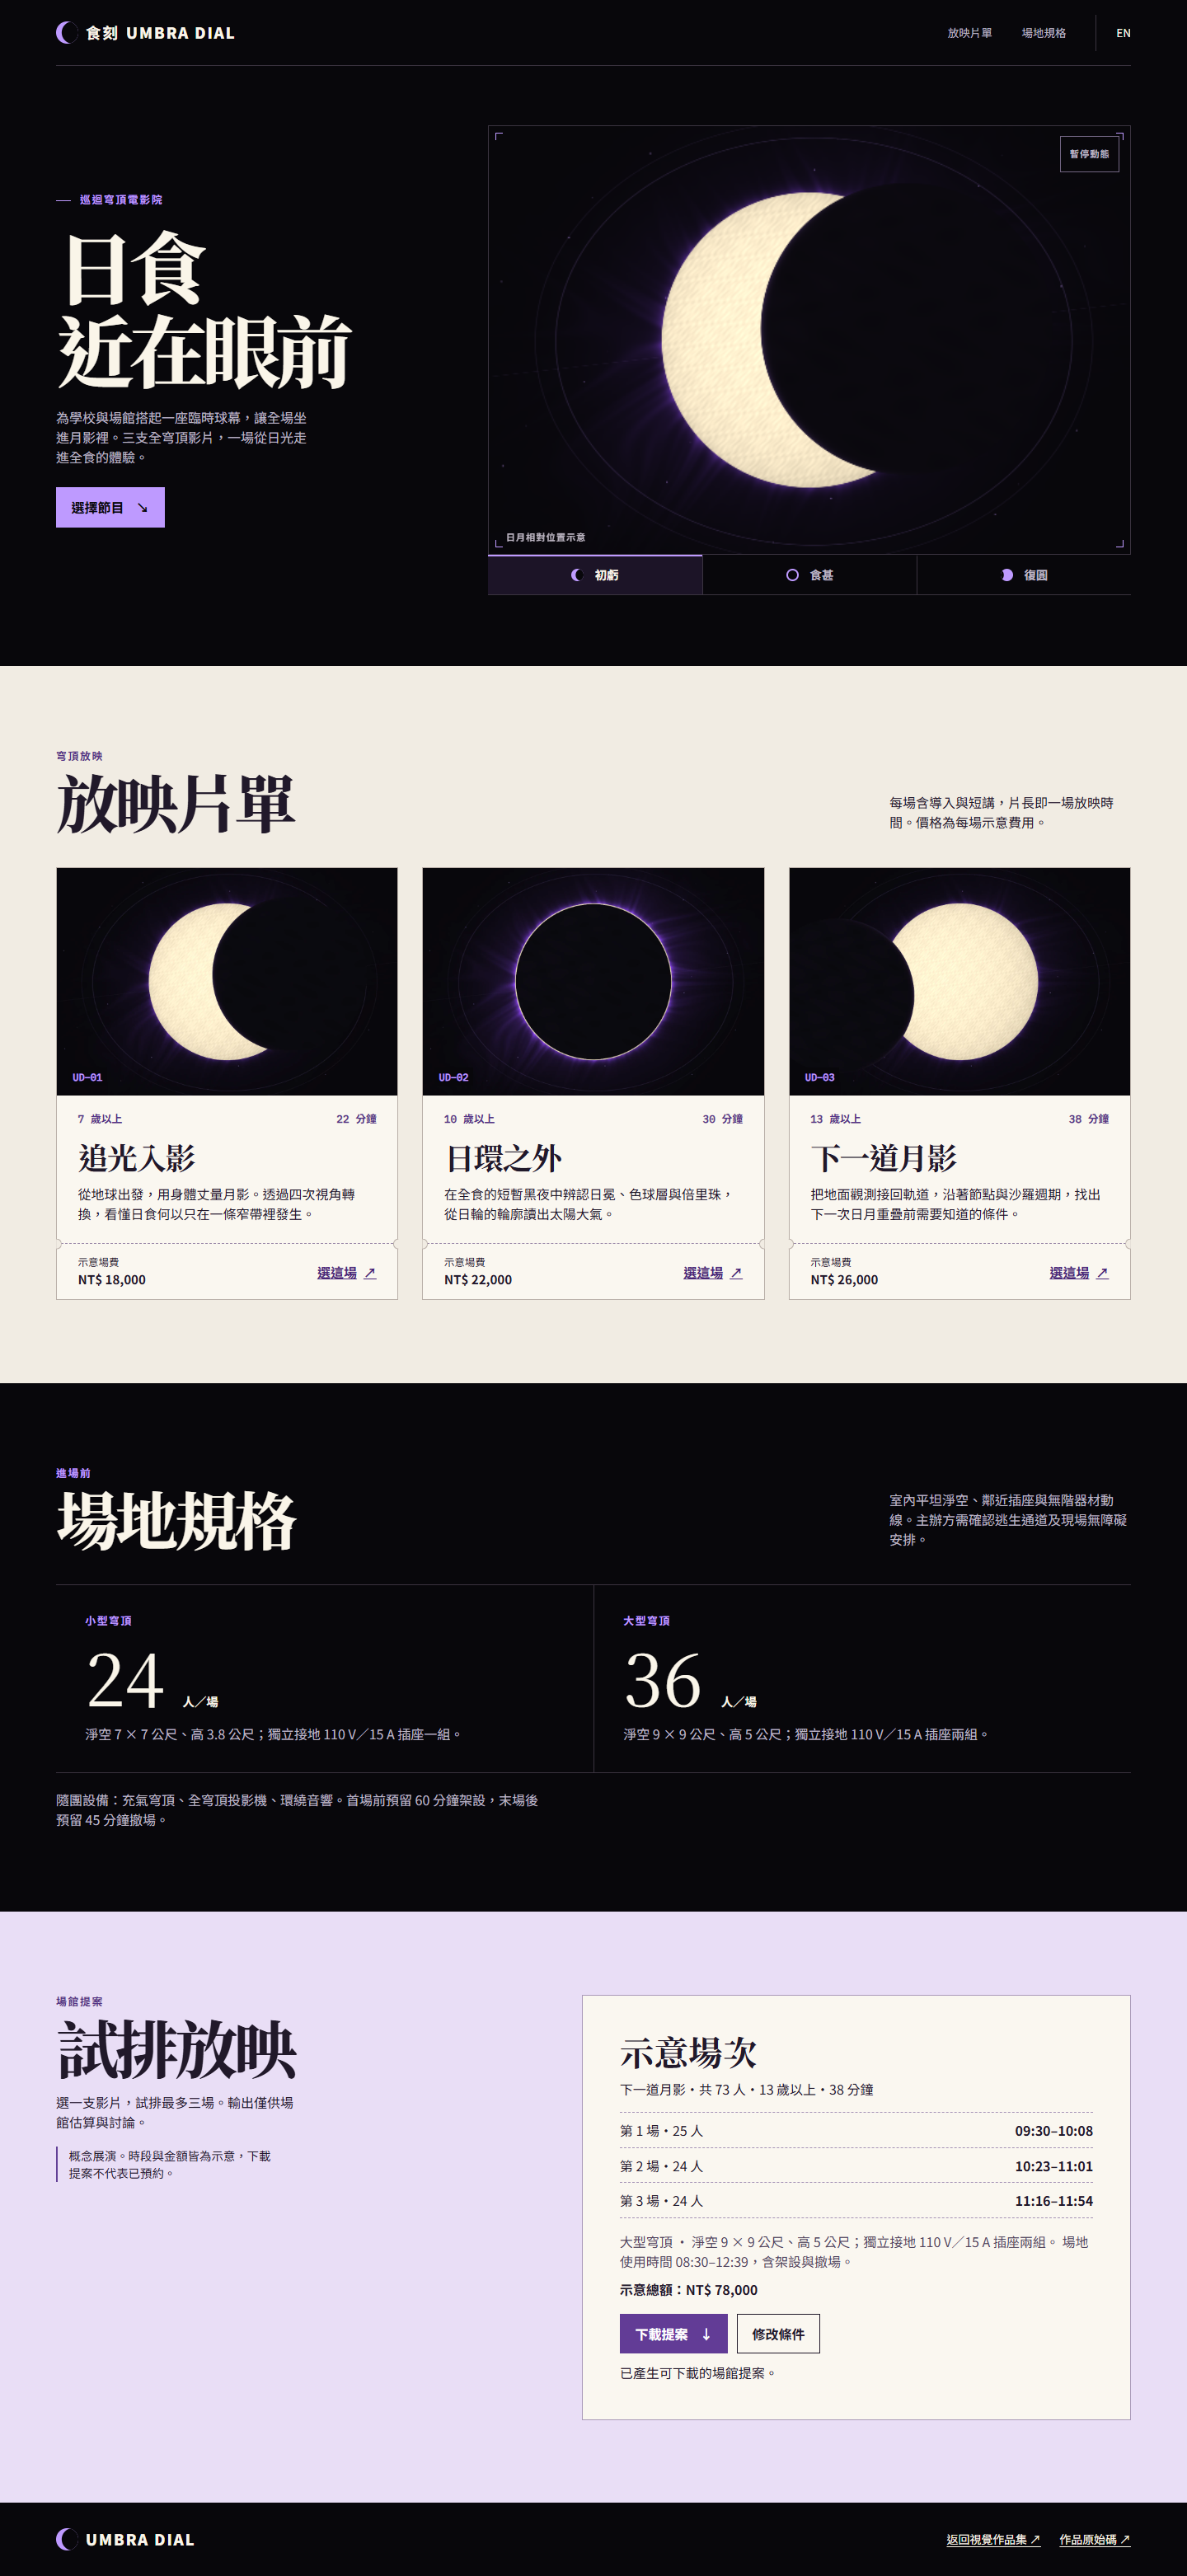 食刻 UMBRA DIAL
放映片單 場地規格 EN
巡迴穹頂電影院
日食
近在眼前
為學校與場館搭起一座臨時球幕,讓全場坐
進月影裡。三支全穹頂影片,一場從日光走
進全食的體驗。
選擇節目 ↘
暫停動態
日月相對位置示意
初虧 食甚 復圓
穹頂放映
放映片單
每場含導入與短講,片長即一場放映時
間。價格為每場示意費用。
UD—01
7 歲以上 22 分鐘
追光入影
從地球出發,用身體丈量月影。透過四次視角轉
換,看懂日食何以只在一條窄帶裡發生。
示意場費
NT$ 18,000
選這場 ↗
UD—02
10 歲以上 30 分鐘
日環之外
在全食的短暫黑夜中辨認日冕、色球層與倍里珠,
從日輪的輪廓讀出太陽大氣。
示意場費
NT$ 22,000
選這場 ↗
UD—03
13 歲以上 38 分鐘
下一道月影
把地面觀測接回軌道,沿著節點與沙羅週期,找出
下一次日月重疊前需要知道的條件。
示意場費
NT$ 26,000
選這場 ↗
進場前
場地規格
室內平坦淨空、鄰近插座與無階器材動
線。主辦方需確認逃生通道及現場無障礙
安排。
小型穹頂
24 人／場
淨空 7 × 7 公尺、高 3.8 公尺；獨立接地 110 V／15 A 插座一組。
大型穹頂
36 人／場
淨空 9 × 9 公尺、高 5 公尺；獨立接地 110 V／15 A 插座兩組。
隨團設備：充氣穹頂、全穹頂投影機、環繞音響。首場前預留 60 分鐘架設，末場後
預留 45 分鐘撤場。
場館提案
試排放映
選一支影片，試排最多三場。輸出僅供場
館估算與討論。
概念展演。時段與金額皆為示意，下載
提案不代表已預約。
示意場次
下一道月影・共 73 人・13 歲以上・38 分鐘
第 1 場・25 人 09:30–10:08
第 2 場・24 人 10:23–11:01
第 3 場・24 人 11:16–11:54
大型穹頂 ・ 淨空 9 × 9 公尺、高 5 公尺；獨立接地 110 V／15 A 插座兩組。 場地
使用時間 08:30–12:39，含架設與撤場。
示意總額：NT$ 78,000
下載提案 ↓ 修改條件
已產生可下載的場館提案。
UMBRA DIAL
返回視覺作品集 ↗ 作品原始碼 ↗